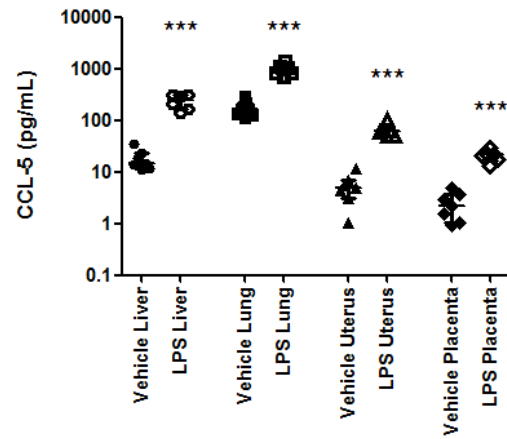 10000
1000
100
10
1
0.1
CCL-5 (pg/mL)
***
***
***
***
Vehicle Liver
LPS Liver
Vehicle Lung
LPS Lung
Vehicle Uterus
LPS Uterus
Vehicle Placenta
LPS Placenta